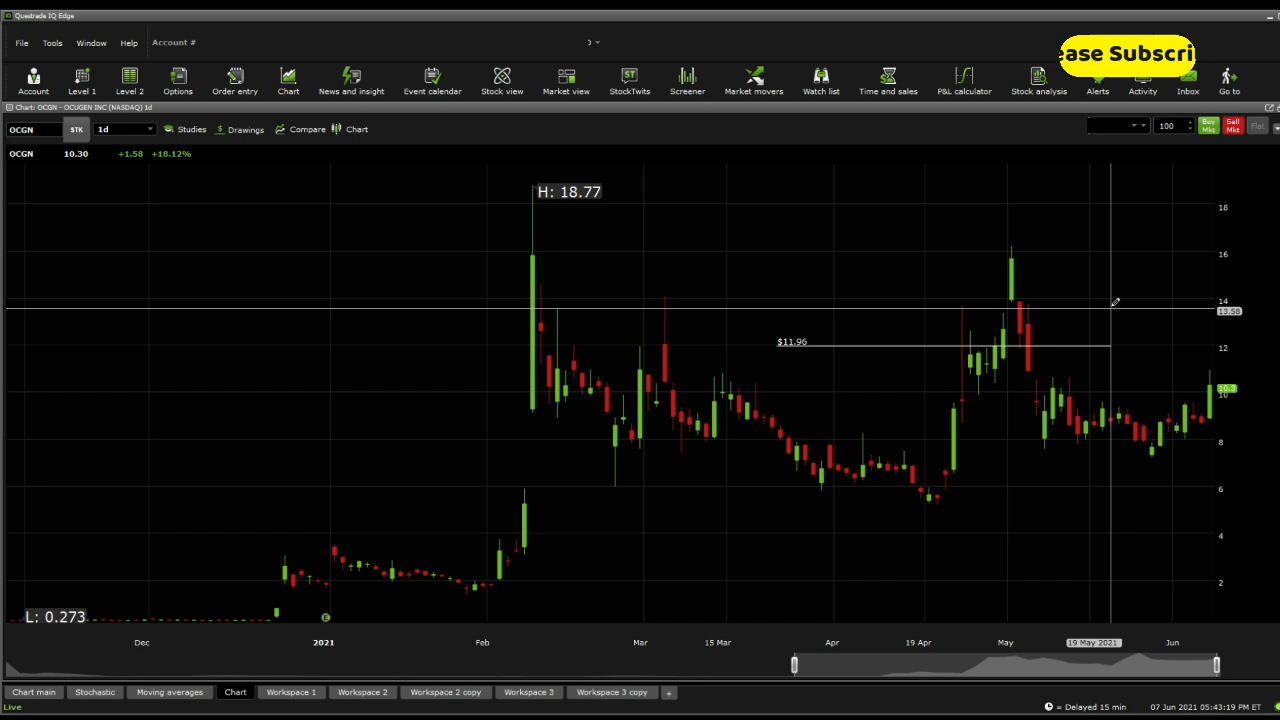 Questrade IQ Edge
File Tools Window Help Account #
ease Subscri
Account Level 1 Level 2 Options Order entry Chart News and insight Event calendar Stock view Market view StockTwits Screener Market movers Watch list Time and sales P&L calculator Stock analysis Alerts Activity Inbox Go to
Chart: OCGN - OCUGEN INC (NASDAQ) 1d
OCGN STK 1d Studies Drawings Compare Chart 100 Buy Mkt Sell Mkt Flat
OCGN 10.30 +1.58 +18.12%
H: 18.77
18
16
14
13.58
$11.96
12
10.3
10
8
6
4
2
L: 0.273
E
Dec 2021 Feb Mar 15 Mar Apr 19 Apr May 19 May 2021 Jun
Chart main Stochastic Moving averages Chart Workspace 1 Workspace 2 Workspace 2 copy Workspace 3 Workspace 3 copy +
Live = Delayed 15 min 07 Jun 2021 05:43:19 PM ET